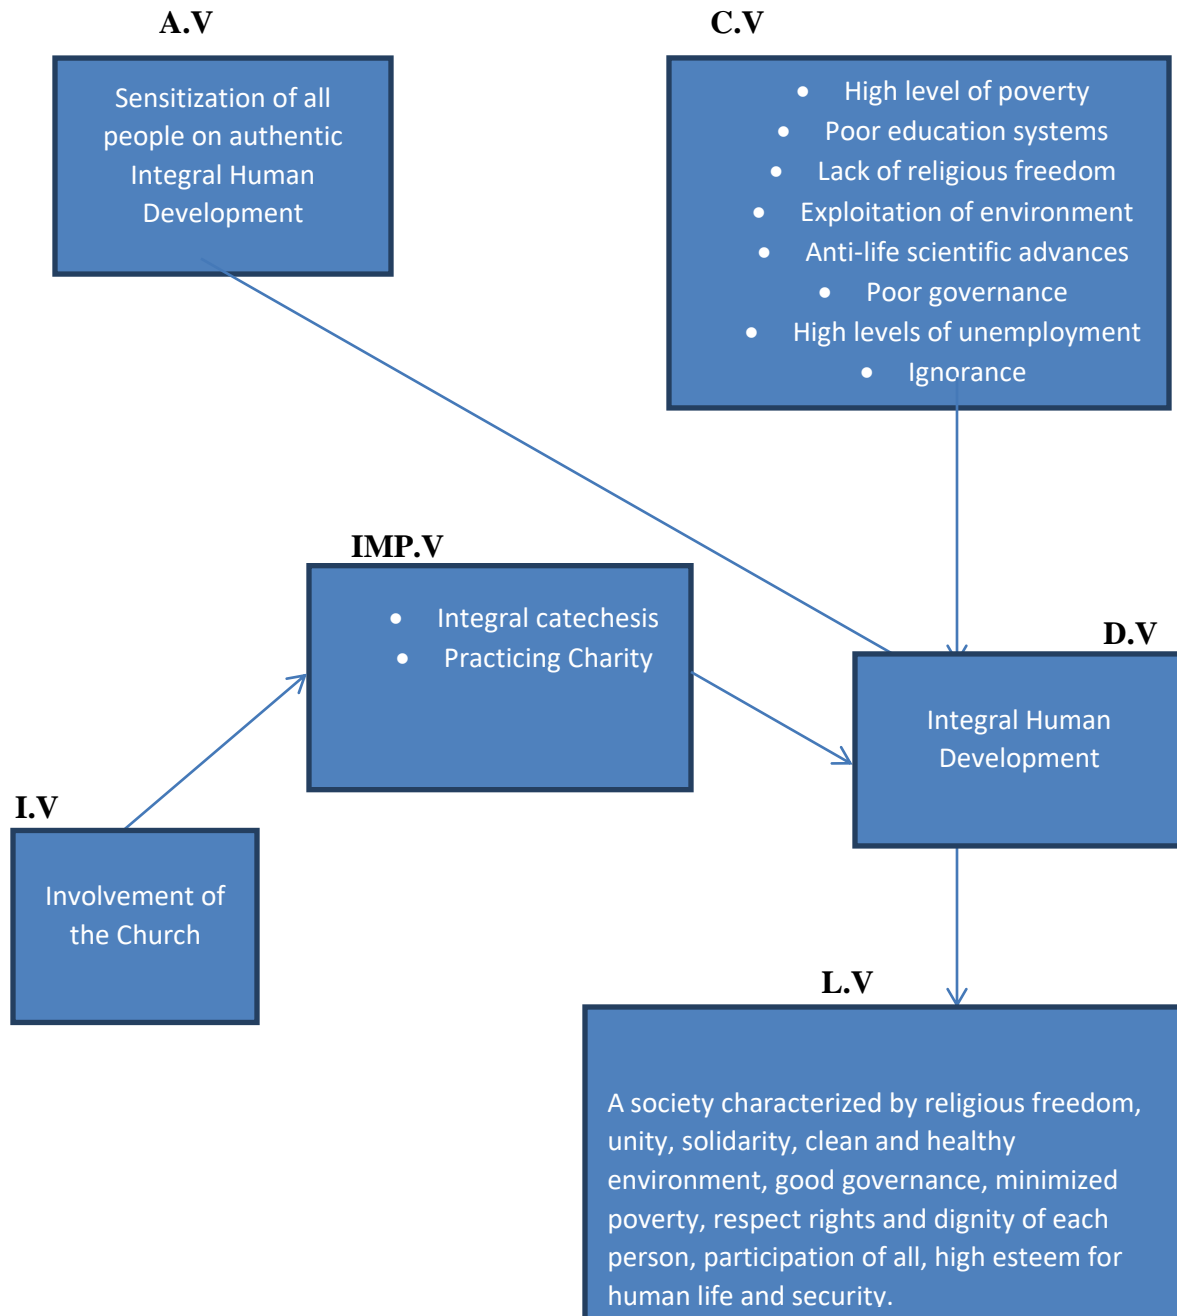 A.V
Sensitization of all
people on authentic
Integral Human
Development
C.V
• High level of poverty
• Poor education systems
• Lack of religious freedom
• Exploitation of environment
• Anti-life scientific advances
• Poor governance
• High levels of unemployment
• Ignorance
IMP.V
• Integral catechesis
• Practicing Charity
D.V
Integral Human
Development
I.V
Involvement of
the Church
L.V
A society characterized by religious freedom,
unity, solidarity, clean and healthy
environment, good governance, minimized
poverty, respect rights and dignity of each
person, participation of all, high esteem for
human life and security.